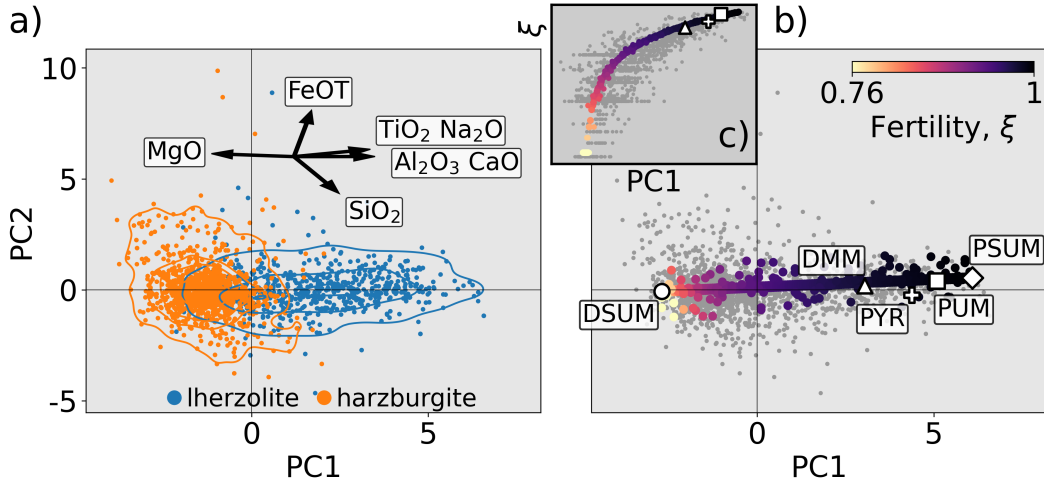 a)
PC2
10
5
0
-5
FeOT
MgO
TiO₂ Na₂O
Al₂O₃ CaO
SiO₂
lherzolite
harzburgite
0
5
PC1
ξ
c)
PC1
b)
0.76
1
Fertility, ξ
DSUM
DMM
PYR
PSUM
PUM
0
5
PC1